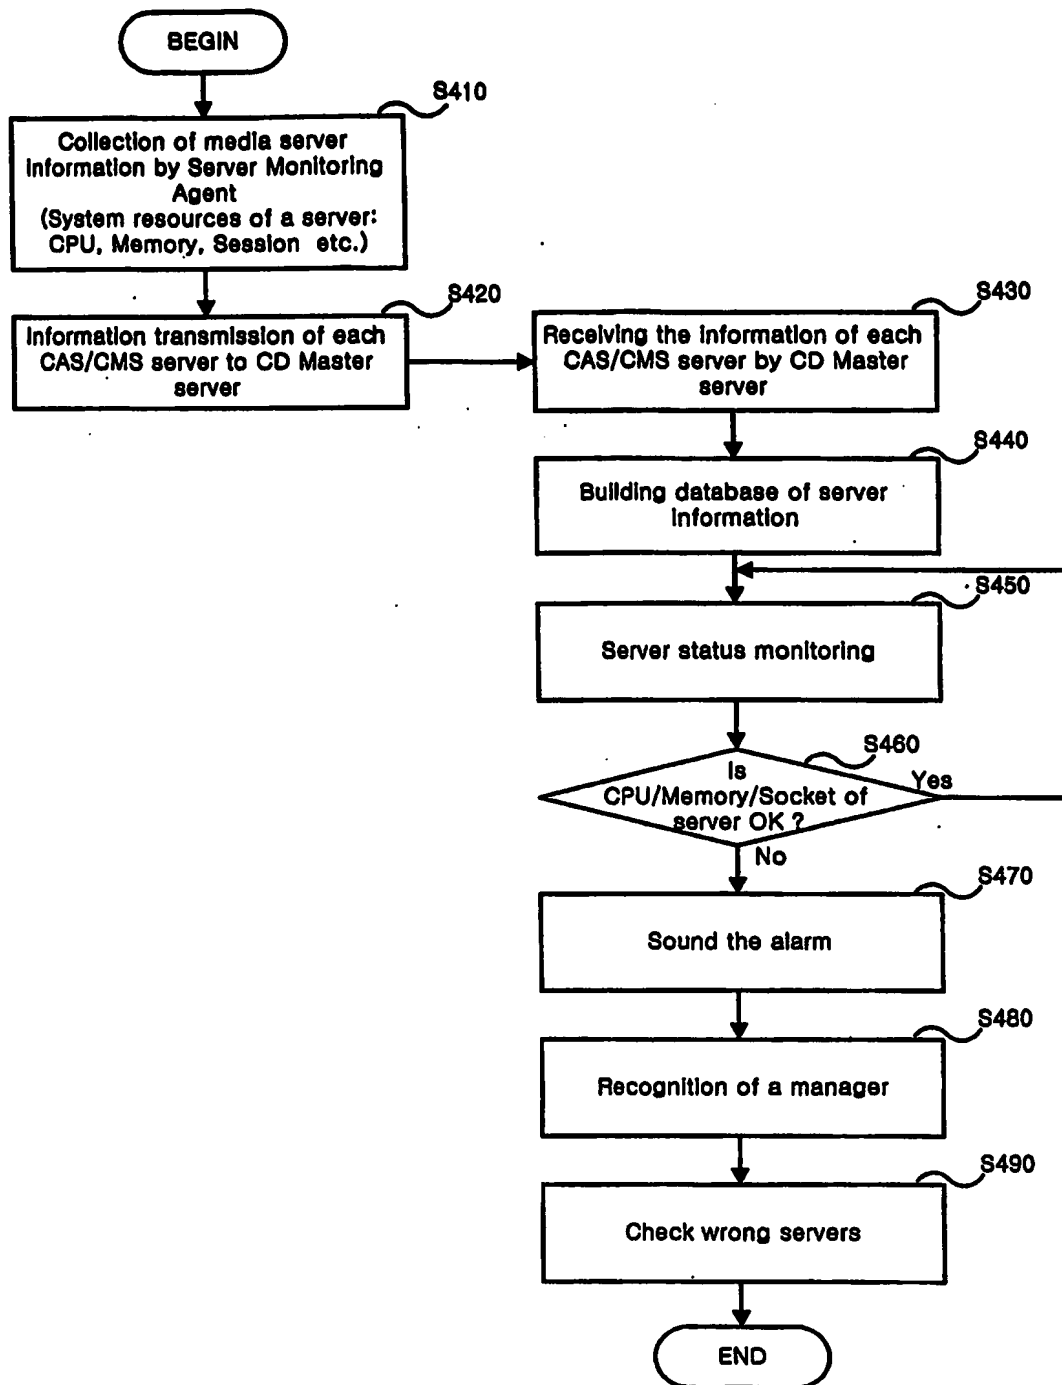 BEGIN
S410
Collection of media server
information by Server Monitoring
Agent
(System resources of a server:
CPU, Memory, Session etc.)
S420
Information transmission of each
CAS/CMS server to CD Master
server
S430
Receiving the information of each
CAS/CMS server by CD Master
server
S440
Building database of server
information
S450
Server status monitoring
S460
Is
CPU/Memory/Socket of
server OK ?
Yes
No
S470
Sound the alarm
S480
Recognition of a manager
S490
Check wrong servers
END